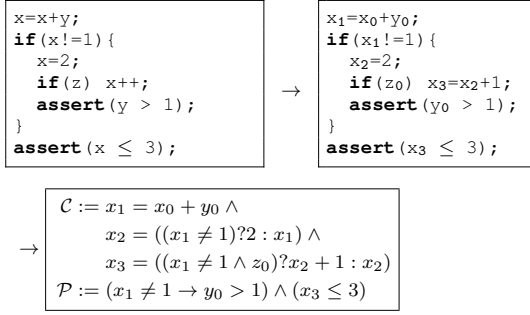 x=x+y;
if(x!=1){
x=2;
if(z) x++;
assert(y > 1);
}
assert(x ≤ 3);
→
x₁=x₀+y₀;
if(x₁!=1){
x₂=2;
if(z₀) x₃=x₂+1;
assert(y₀ > 1);
}
assert(x₃ ≤ 3);
→
𝒞 := x₁ = x₀ + y₀ ∧
x₂ = ((x₁ ≠ 1)?2 : x₁) ∧
x₃ = ((x₁ ≠ 1 ∧ z₀)?x₂ + 1 : x₂)
𝒫 := (x₁ ≠ 1 → y₀ > 1) ∧ (x₃ ≤ 3)